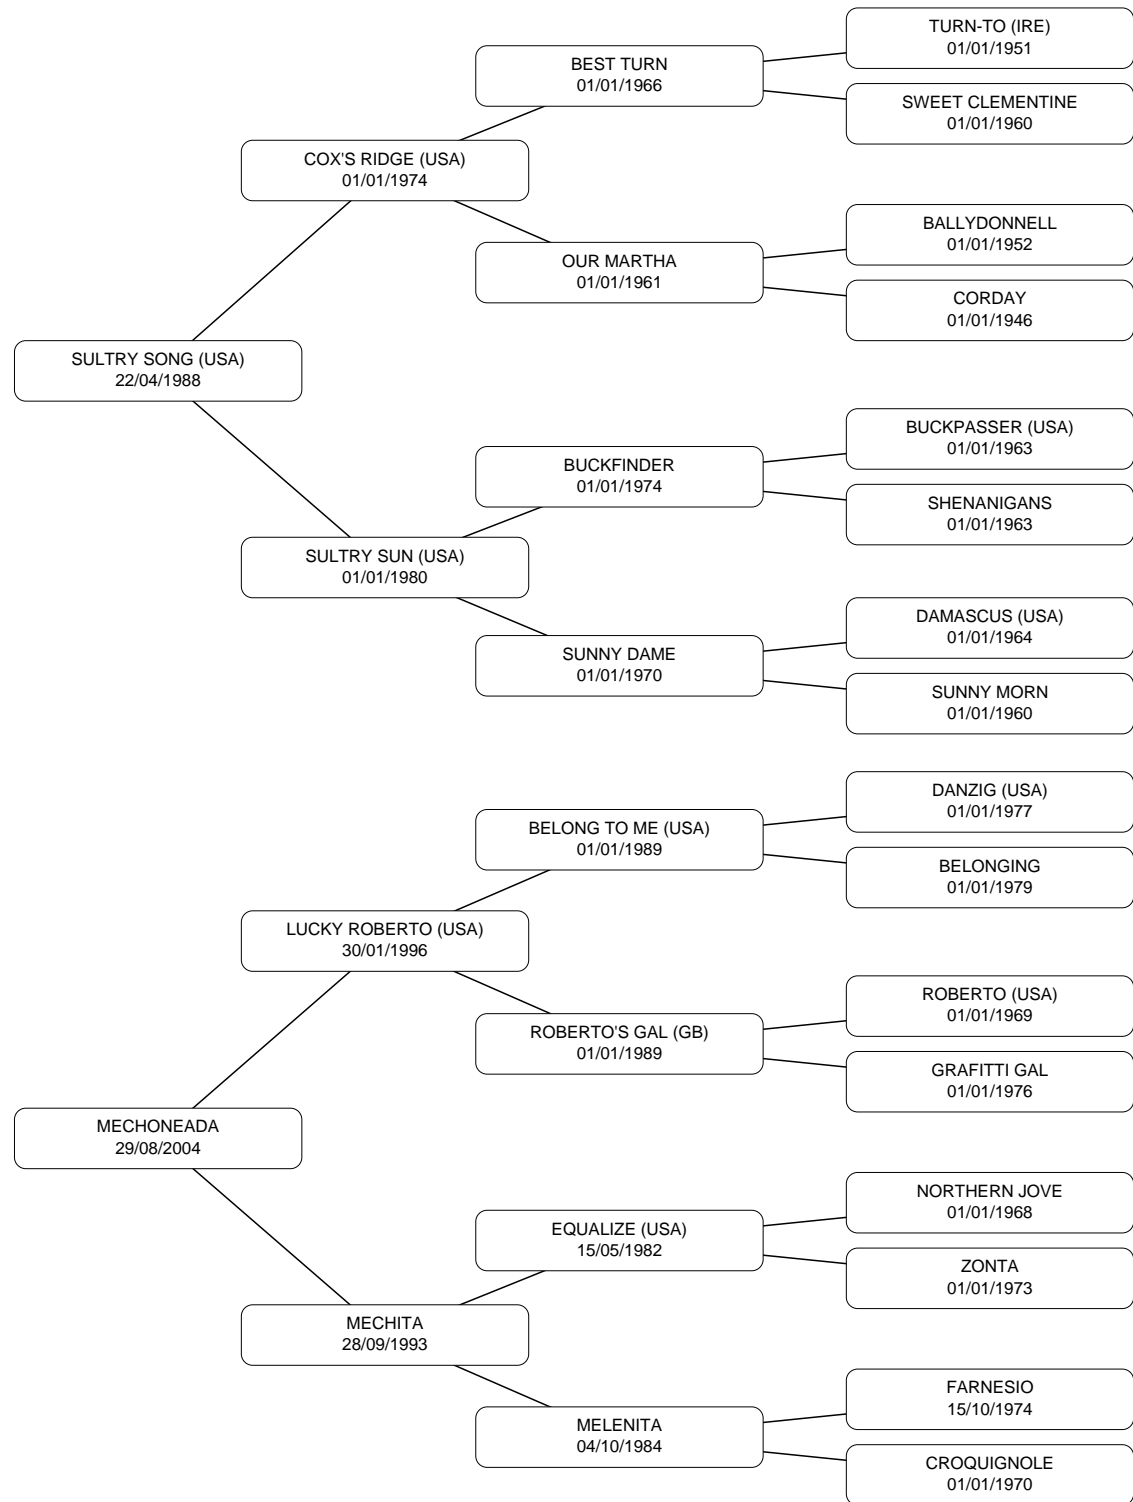 TURN-TO (IRE)
01/01/1951
BEST TURN
01/01/1966
SWEET CLEMENTINE
01/01/1960
COX'S RIDGE (USA)
01/01/1974
BALLYDONNELL
01/01/1952
OUR MARTHA
01/01/1961
CORDAY
01/01/1946
SULTRY SONG (USA)
22/04/1988
BUCKPASSER (USA)
01/01/1963
BUCKFINDER
01/01/1974
SHENANIGANS
01/01/1963
SULTRY SUN (USA)
01/01/1980
DAMASCUS (USA)
01/01/1964
SUNNY DAME
01/01/1970
SUNNY MORN
01/01/1960
DANZIG (USA)
01/01/1977
BELONG TO ME (USA)
01/01/1989
BELONGING
01/01/1979
LUCKY ROBERTO (USA)
30/01/1996
ROBERTO (USA)
01/01/1969
ROBERTO'S GAL (GB)
01/01/1989
GRAFITTI GAL
01/01/1976
MECHONEADA
29/08/2004
NORTHERN JOVE
01/01/1968
EQUALIZE (USA)
15/05/1982
ZONTA
01/01/1973
MECHITA
28/09/1993
FARNESIO
15/10/1974
MELENITA
04/10/1984
CROQUIGNOLE
01/01/1970